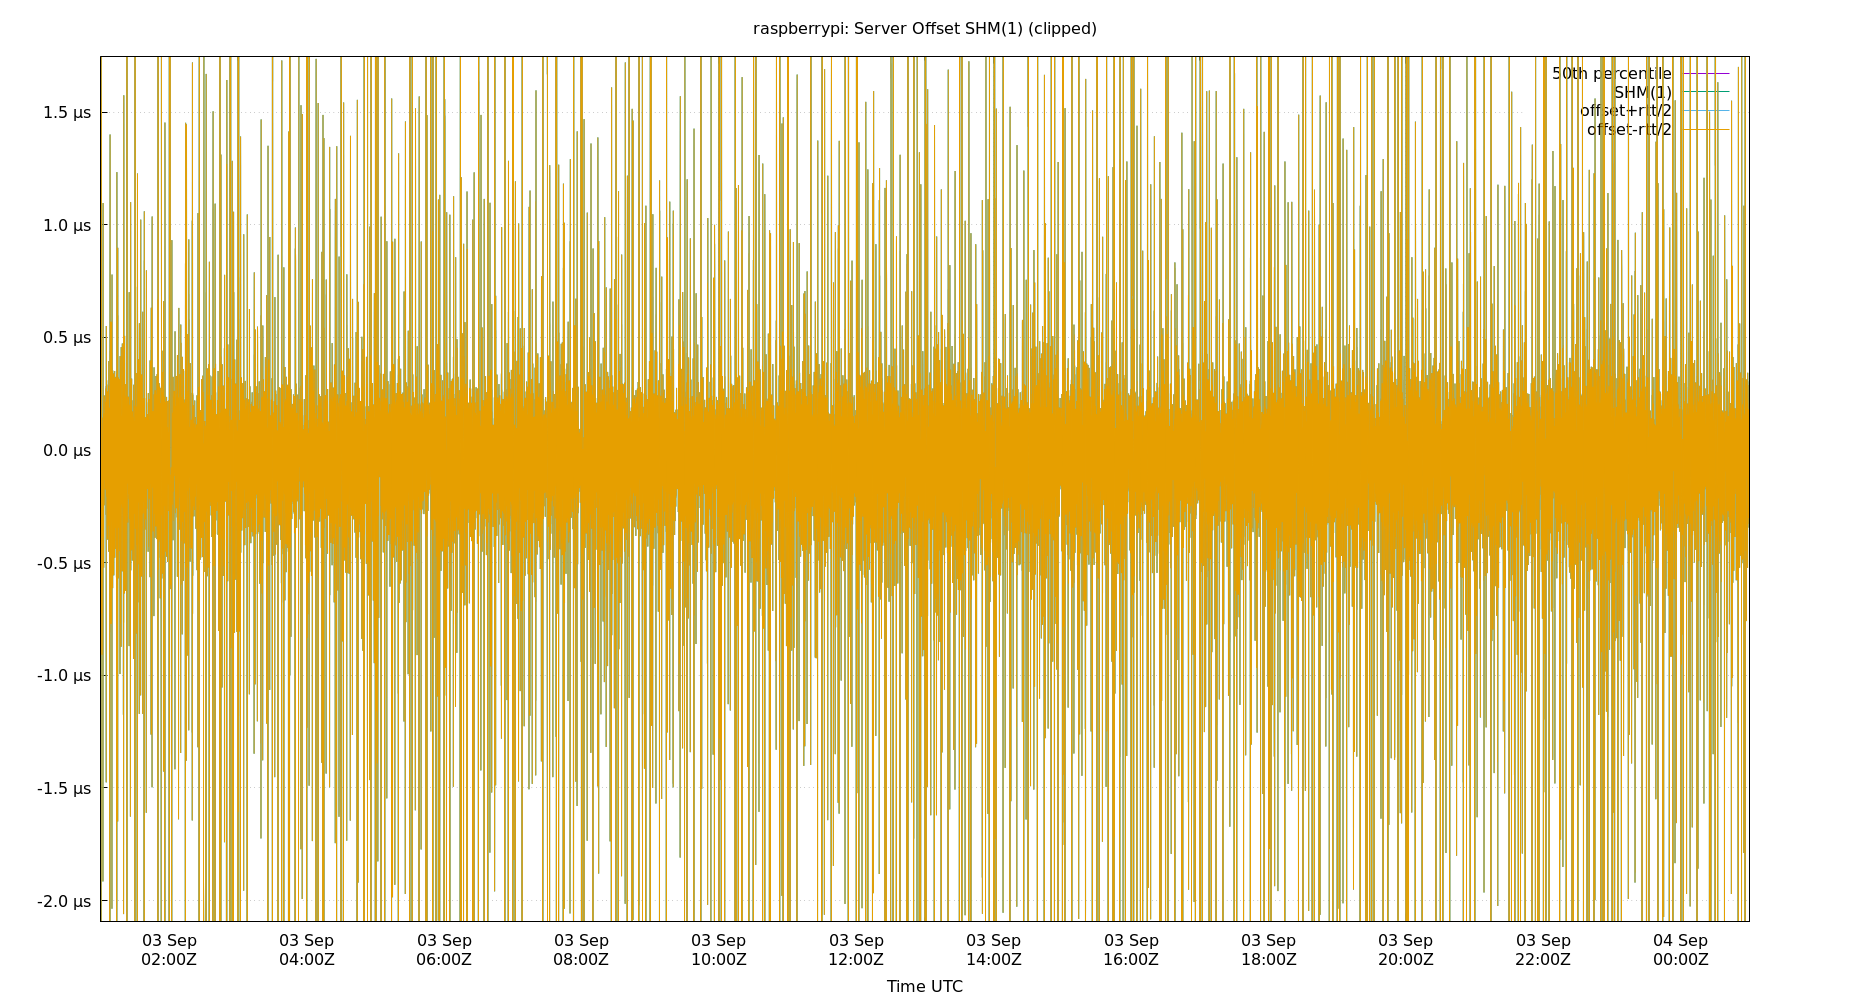 raspberrypi: Server Offset SHM(1) (clipped)
50th percentile
SHM(1)
offset+rtt/2
offset-rtt/2
1.5 µs
1.0 µs
0.5 µs
0.0 µs
-0.5 µs
-1.0 µs
-1.5 µs
-2.0 µs
03 Sep 03 Sep 03 Sep 03 Sep 03 Sep 03 Sep 03 Sep 03 Sep 03 Sep 03 Sep 03 Sep 04 Sep
02:00Z 04:00Z 06:00Z 08:00Z 10:00Z 12:00Z 14:00Z 16:00Z 18:00Z 20:00Z 22:00Z 00:00Z
Time UTC